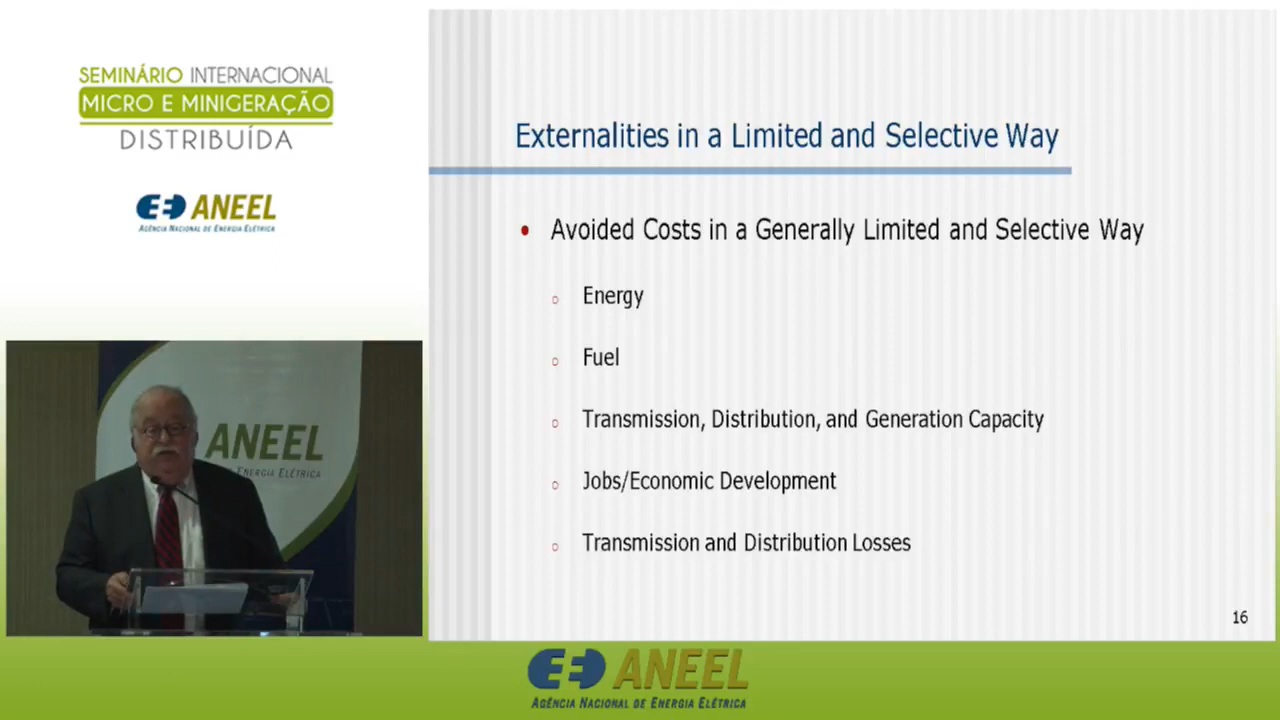 SEMINÁRIO INTERNACIONAL
MICRO E MINIGERAÇÃO
DISTRIBUÍDA
ANEEL
AGÊNCIA NACIONAL DE ENERGIA ELÉTRICA
ANEEL
ENERGIA ELÉTRICA
Externalities in a Limited and Selective Way
• Avoided Costs in a Generally Limited and Selective Way
o Energy
o Fuel
o Transmission, Distribution, and Generation Capacity
o Jobs/Economic Development
o Transmission and Distribution Losses
16
ANEEL
AGÊNCIA NACIONAL DE ENERGIA ELÉTRICA